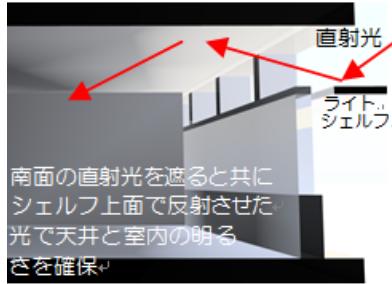 直射光
ライト
シェルフ
南面の直射光を遮ると共に
シェルフ上面で反射させた
光で天井と室内の明る
さを確保